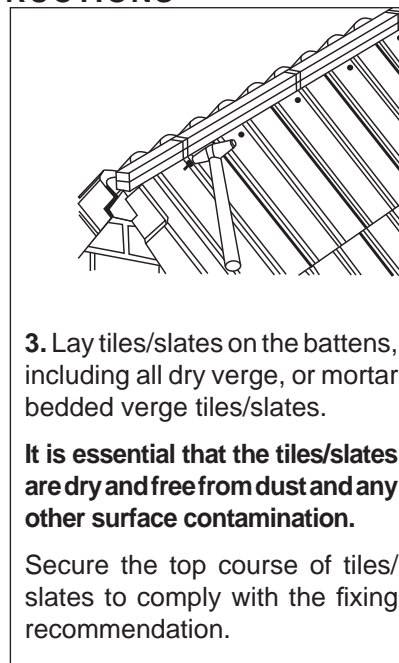 3. Lay tiles/slates on the battens,
including all dry verge, or mortar
bedded verge tiles/slates.
It is essential that the tiles/slates
are dry and free from dust and any
other surface contamination.
Secure the top course of tiles/
slates to comply with the fixing
recommendation.